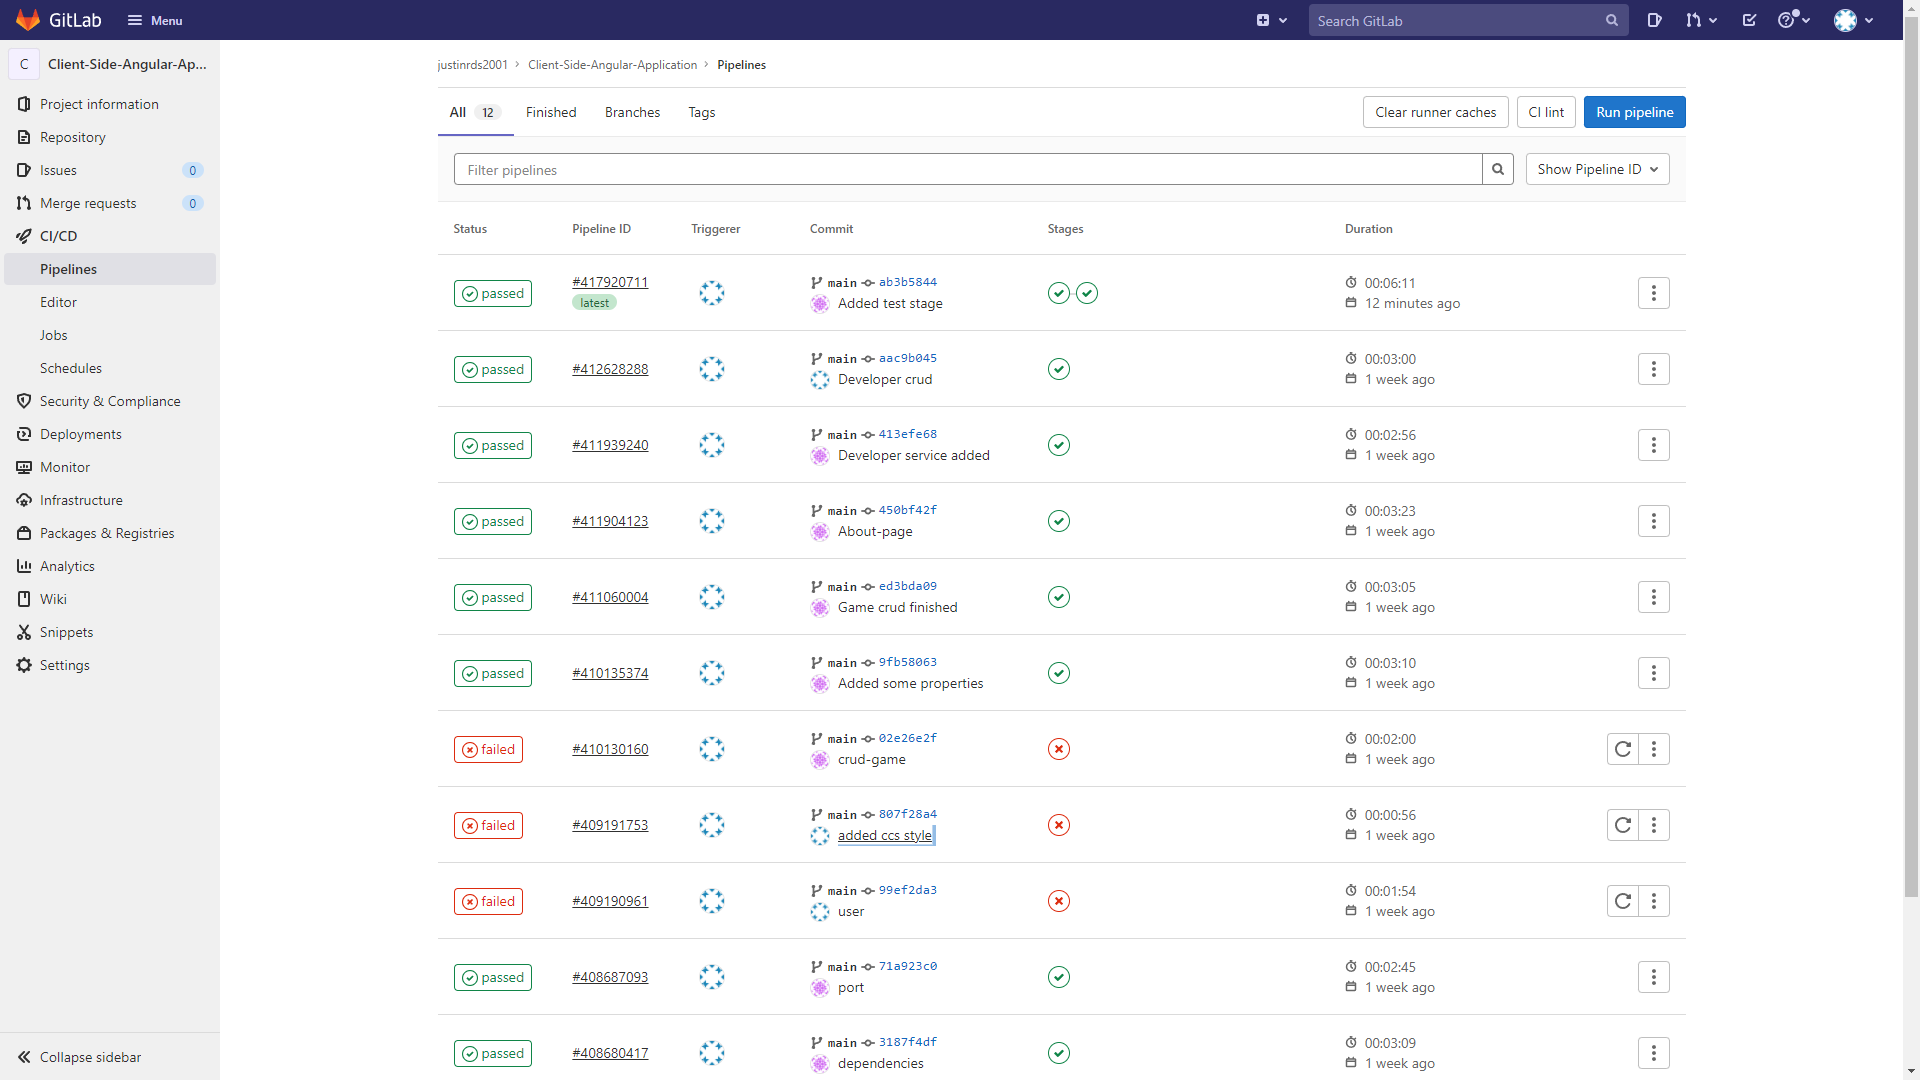 GitLab Menu Search GitLab
C Client-Side-Angular-Ap...
Project information
Repository
Issues 0
Merge requests 0
CI/CD
Pipelines
Editor
Jobs
Schedules
Security & Compliance
Deployments
Monitor
Infrastructure
Packages & Registries
Analytics
Wiki
Snippets
Settings
Collapse sidebar
justinrds2001 › Client-Side-Angular-Application › Pipelines
All 12 Finished Branches Tags Clear runner caches CI lint Run pipeline
Filter pipelines Show Pipeline ID
Status Pipeline ID Triggerer Commit Stages Duration
passed #417920711 main ab3b5844 00:06:11
latest Added test stage 12 minutes ago
passed #412628288 main aac9b045 00:03:00
Developer crud 1 week ago
passed #411939240 main 413efe68 00:02:56
Developer service added 1 week ago
passed #411904123 main 450bf42f 00:03:23
About-page 1 week ago
passed #411060004 main ed3bda09 00:03:05
Game crud finished 1 week ago
passed #410135374 main 9fb58063 00:03:10
Added some properties 1 week ago
failed #410130160 main 02e26e2f 00:02:00
crud-game 1 week ago
failed #409191753 main 807f28a4 00:00:56
added ccs style 1 week ago
failed #409190961 main 99ef2da3 00:01:54
user 1 week ago
passed #408687093 main 71a923c0 00:02:45
port 1 week ago
passed #408680417 main 3187f4df 00:03:09
dependencies 1 week ago